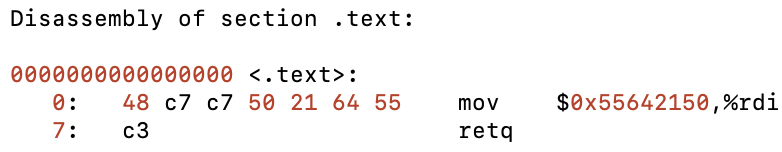 Disassembly of section .text:
0000000000000000 <.text>:
0: 48 c7 c7 50 21 64 55 mov $0x55642150,%rdi
7: c3 retq